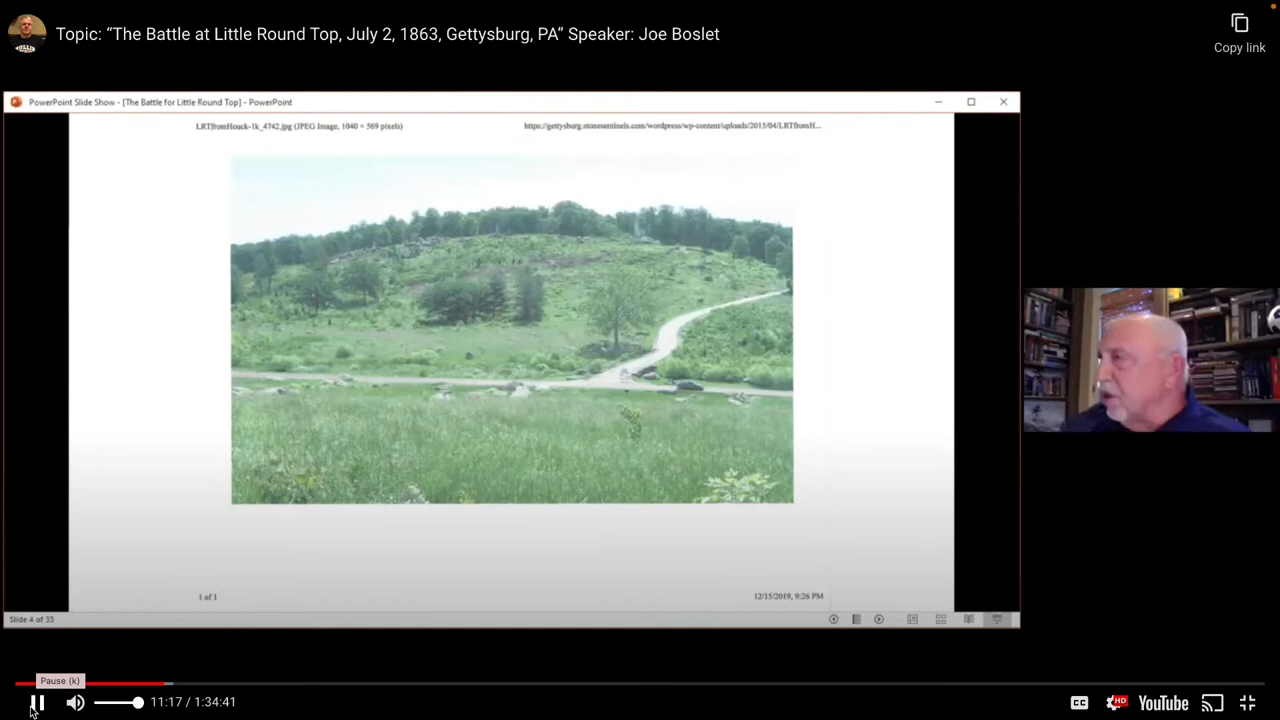 Topic: “The Battle at Little Round Top, July 2, 1863, Gettysburg, PA” Speaker: Joe Boslet
Copy link
PowerPoint Slide Show - [The Battle for Little Round Top] - PowerPoint
LRTfromHouck-1k_4742.jpg (JPEG Image, 1040 × 569 pixels)
https://gettysburg.stonesentinels.com/wordpress/wp-content/uploads/2015/04/LRTfromH...
1 of 1
12/15/2019, 9:26 PM
Slide 4 of 33
Pause (k)
11:17 / 1:34:41
CC
HD
YouTube